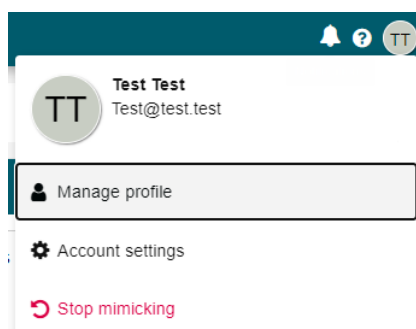 TT
Test Test
TT
Test@test.test
Manage profile
Account settings
Stop mimicking